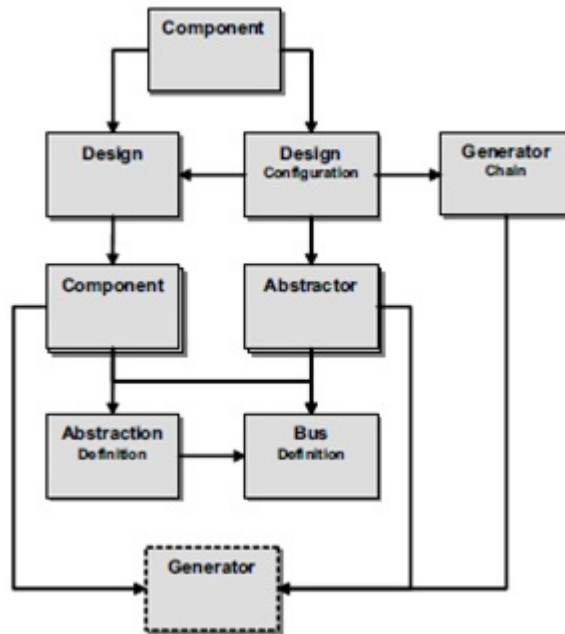 Component
Design
Design
Configuration
Generator
Chain
Component
Abstractor
Abstraction
Definition
Bus
Definition
Generator